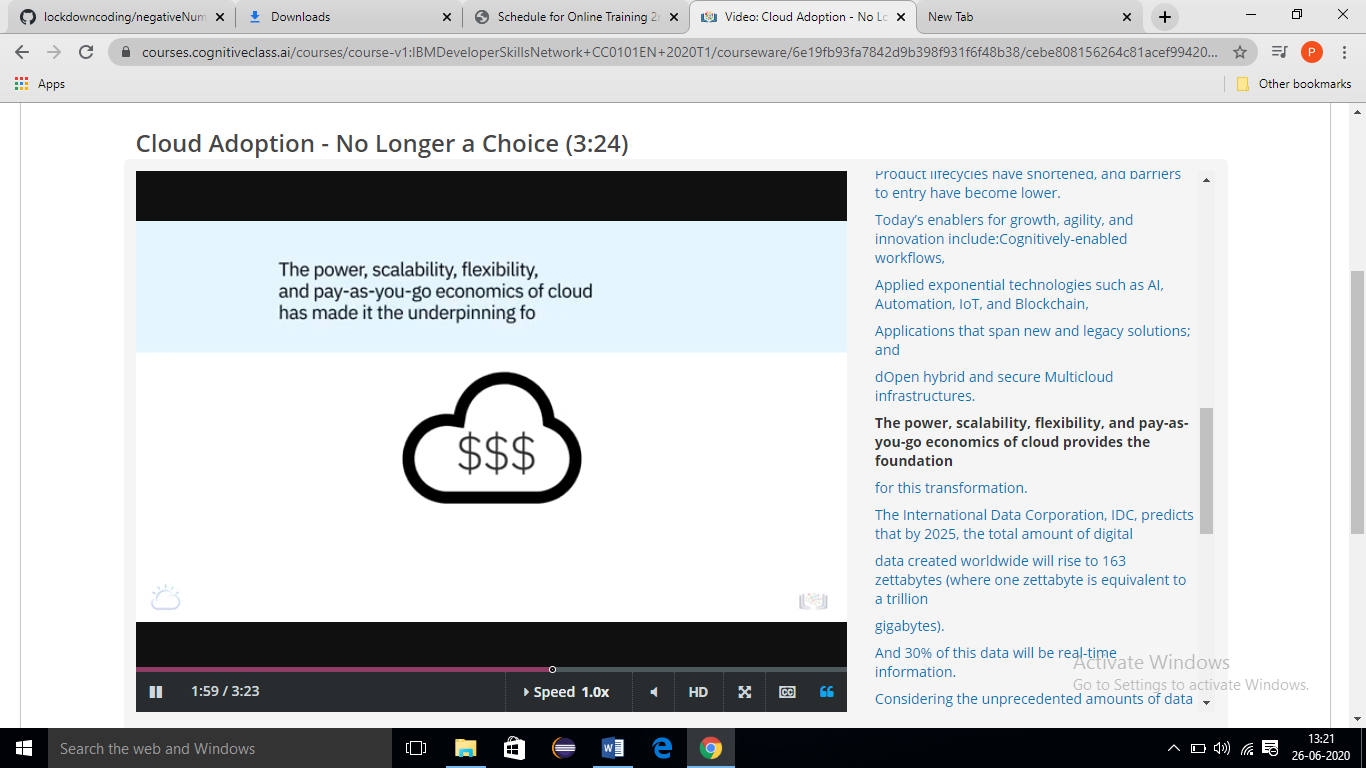 lockdowncoding/negativeNum
Downloads
Schedule for Online Training 2
Video: Cloud Adoption - No Lo
New Tab
courses.cognitiveclass.ai/courses/course-v1:IBMDeveloperSkillsNetwork+CC0101EN+2020T1/courseware/6e19fb93fa7842d9b398f931f6f48b38/cebe808156264c81acef99420...
P
Apps
Other bookmarks
Cloud Adoption - No Longer a Choice (3:24)
The power, scalability, flexibility,
and pay-as-you-go economics of cloud
has made it the underpinning fo
$$$
1:59 / 3:23
Speed 1.0x
HD
CC
Product lifecycles have shortened, and barriers
to entry have become lower.
Today's enablers for growth, agility, and
innovation include:Cognitively-enabled
workflows,
Applied exponential technologies such as AI,
Automation, IoT, and Blockchain,
Applications that span new and legacy solutions;
and
dOpen hybrid and secure Multicloud
infrastructures.
The power, scalability, flexibility, and pay-as-
you-go economics of cloud provides the
foundation
for this transformation.
The International Data Corporation, IDC, predicts
that by 2025, the total amount of digital
data created worldwide will rise to 163
zettabytes (where one zettabyte is equivalent to
a trillion
gigabytes).
And 30% of this data will be real-time
information.
Considering the unprecedented amounts of data
Activate Windows
Go to Settings to activate Windows.
Search the web and Windows
13:21
26-06-2020